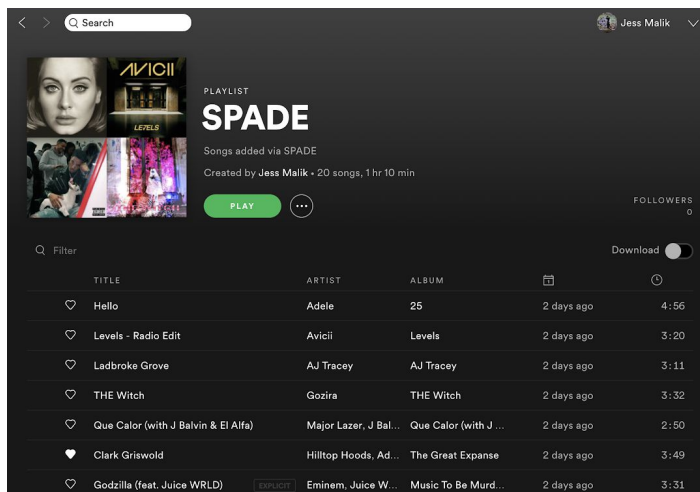 Search
Jess Malik
AVICII
LE7ELS
PLAYLIST
SPADE
Songs added via SPADE
Created by Jess Malik • 20 songs, 1 hr 10 min
PLAY
FOLLOWERS
0
Filter
Download
TITLE ARTIST ALBUM
Hello Adele 25 2 days ago 4:56
Levels - Radio Edit Avicii Levels 2 days ago 3:20
Ladbroke Grove AJ Tracey AJ Tracey 2 days ago 3:11
THE Witch Gozira THE Witch 2 days ago 3:32
Que Calor (with J Balvin & El Alfa) Major Lazer, J Bal... Que Calor (with J ... 2 days ago 2:50
Clark Griswold Hilltop Hoods, Ad... The Great Expanse 2 days ago 3:49
Godzilla (feat. Juice WRLD) EXPLICIT Eminem, Juice W... Music To Be Murd... 2 days ago 3:31